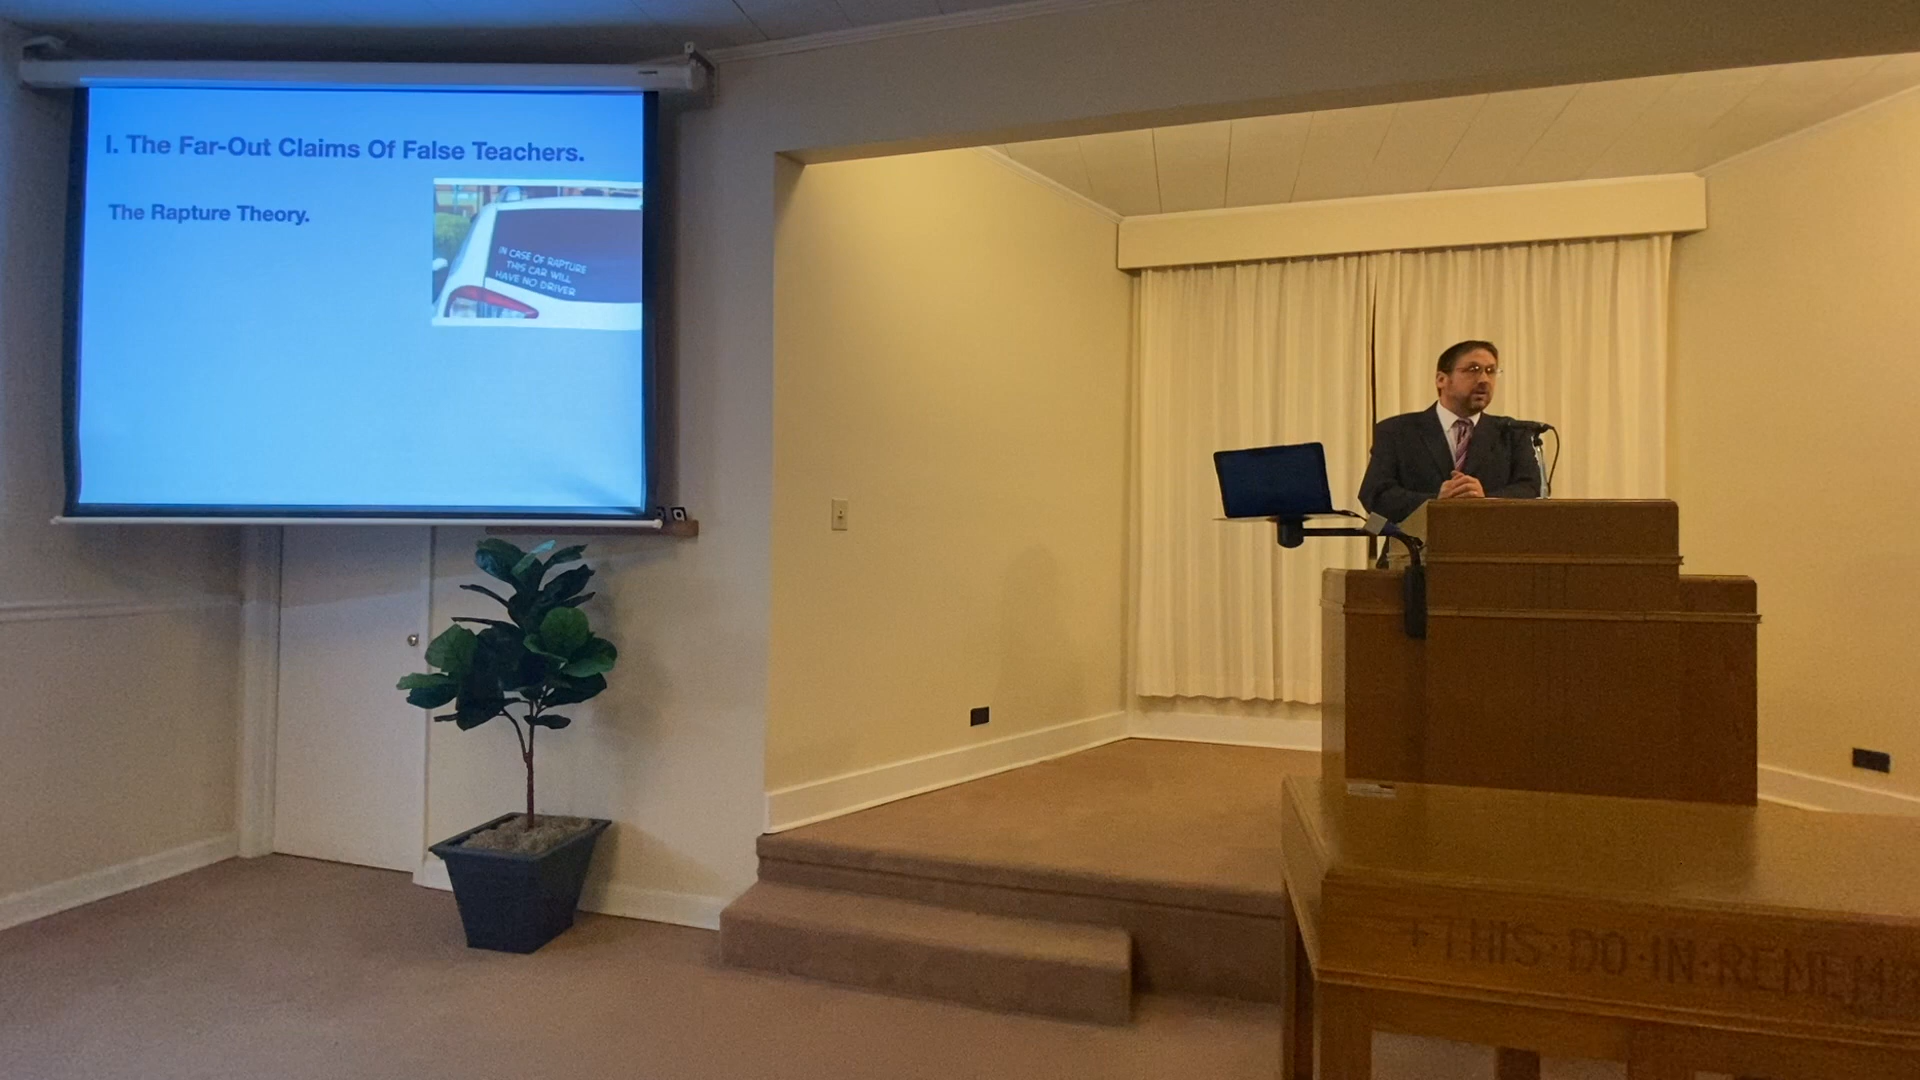 I. The Far-Out Claims Of False Teachers.
The Rapture Theory.
IN CASE OF RAPTURE
THIS CAR WILL
HAVE NO DRIVER
+THIS·DO·IN·REMEM